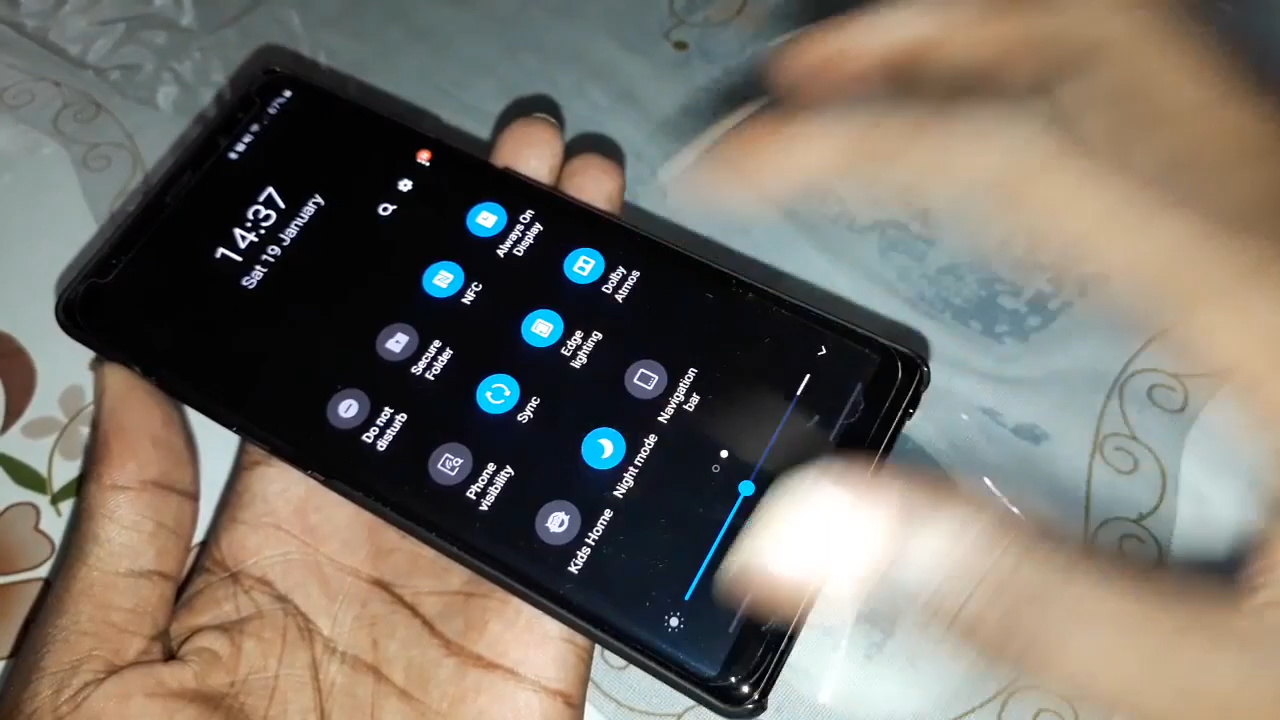 67%
14:37
Sat 19 January
Do not
disturb
Secure
Folder
NFC
Always On
Display
Phone
visibility
Sync
Edge
lighting
Dolby
Atmos
Kids Home
Night mode
Navigation
bar